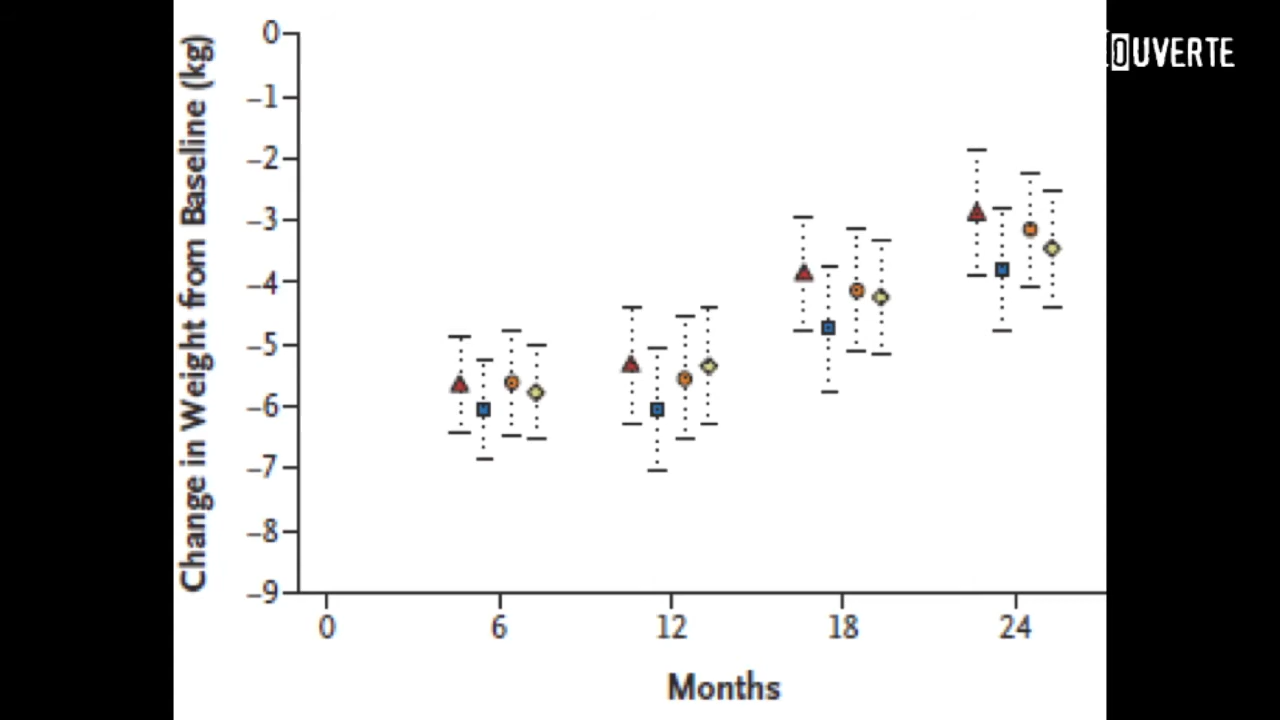 OUVERTE
Change in Weight from Baseline (kg)
0
–1
–2
–3
–4
–5
–6
–7
–8
–9
0 6 12 18 24
Months